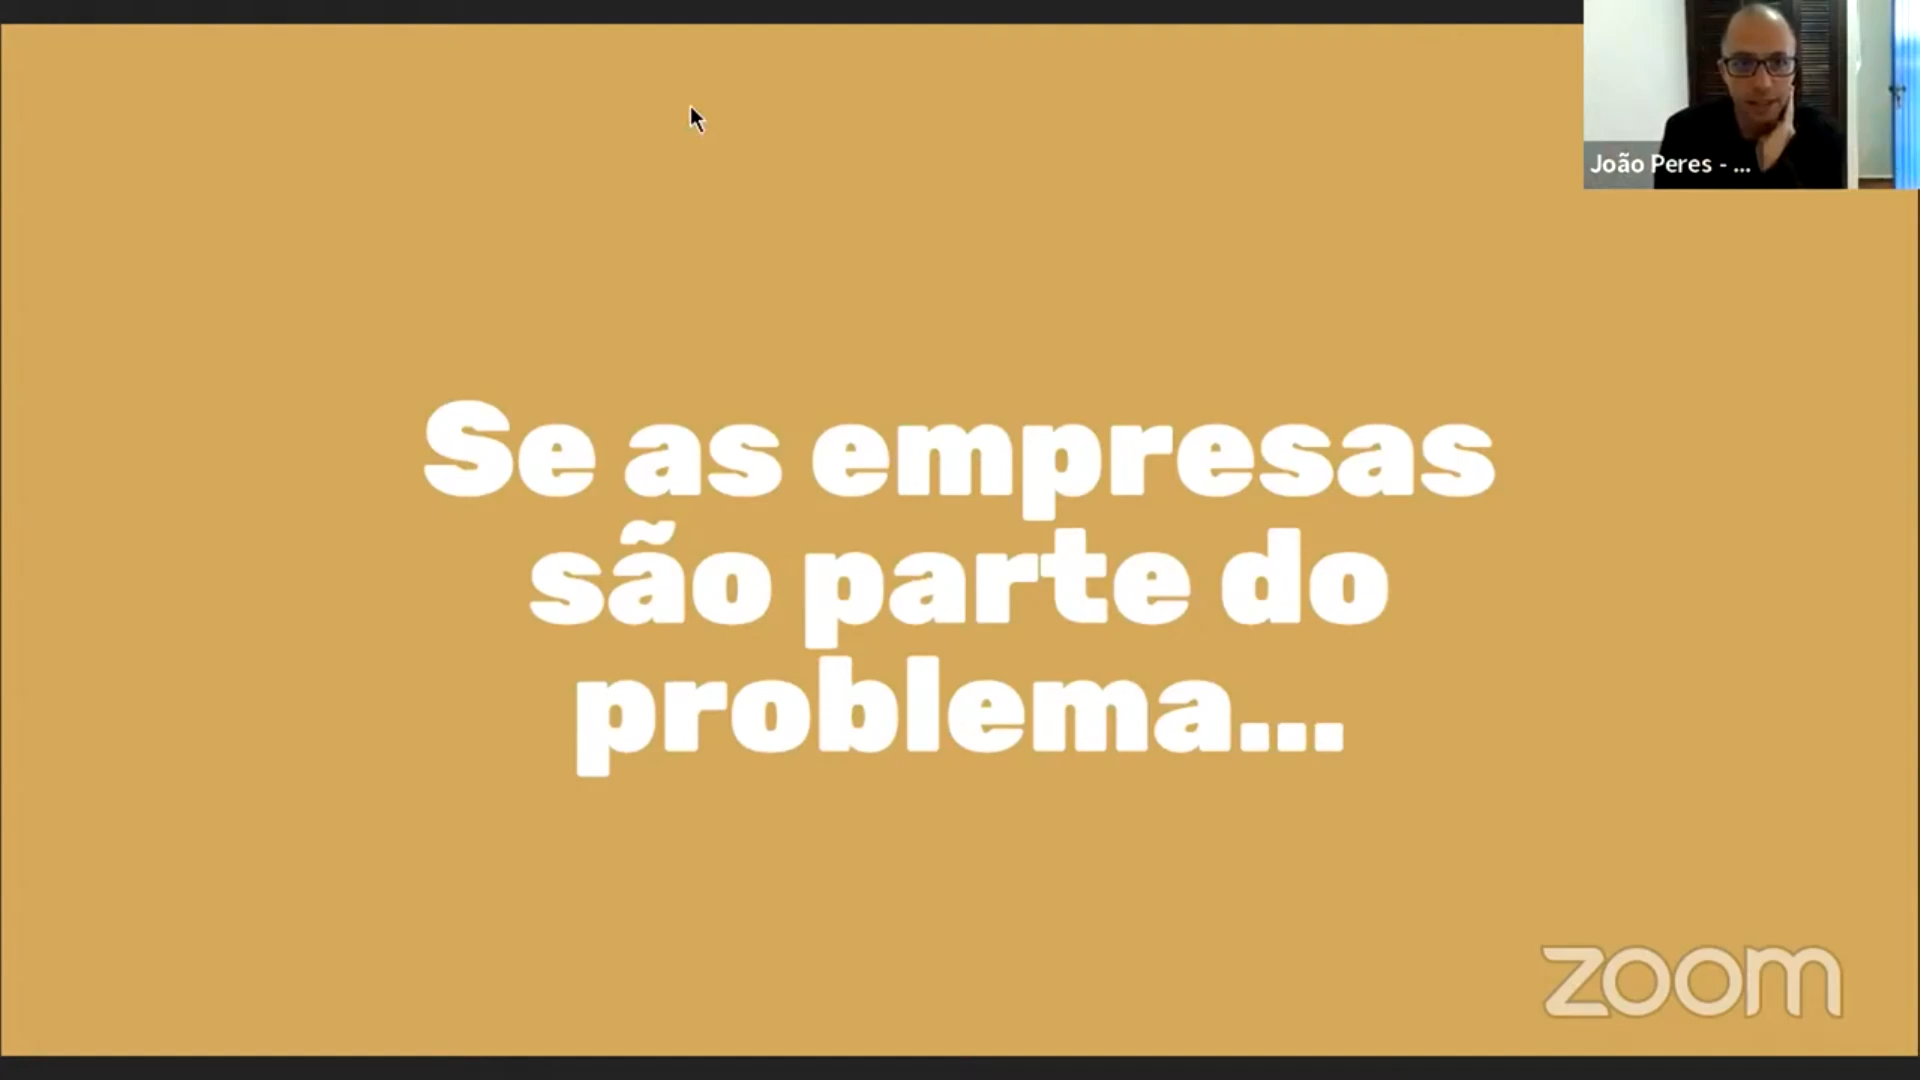 João Peres - ...
Se as empresas
são parte do
problema...
zoom